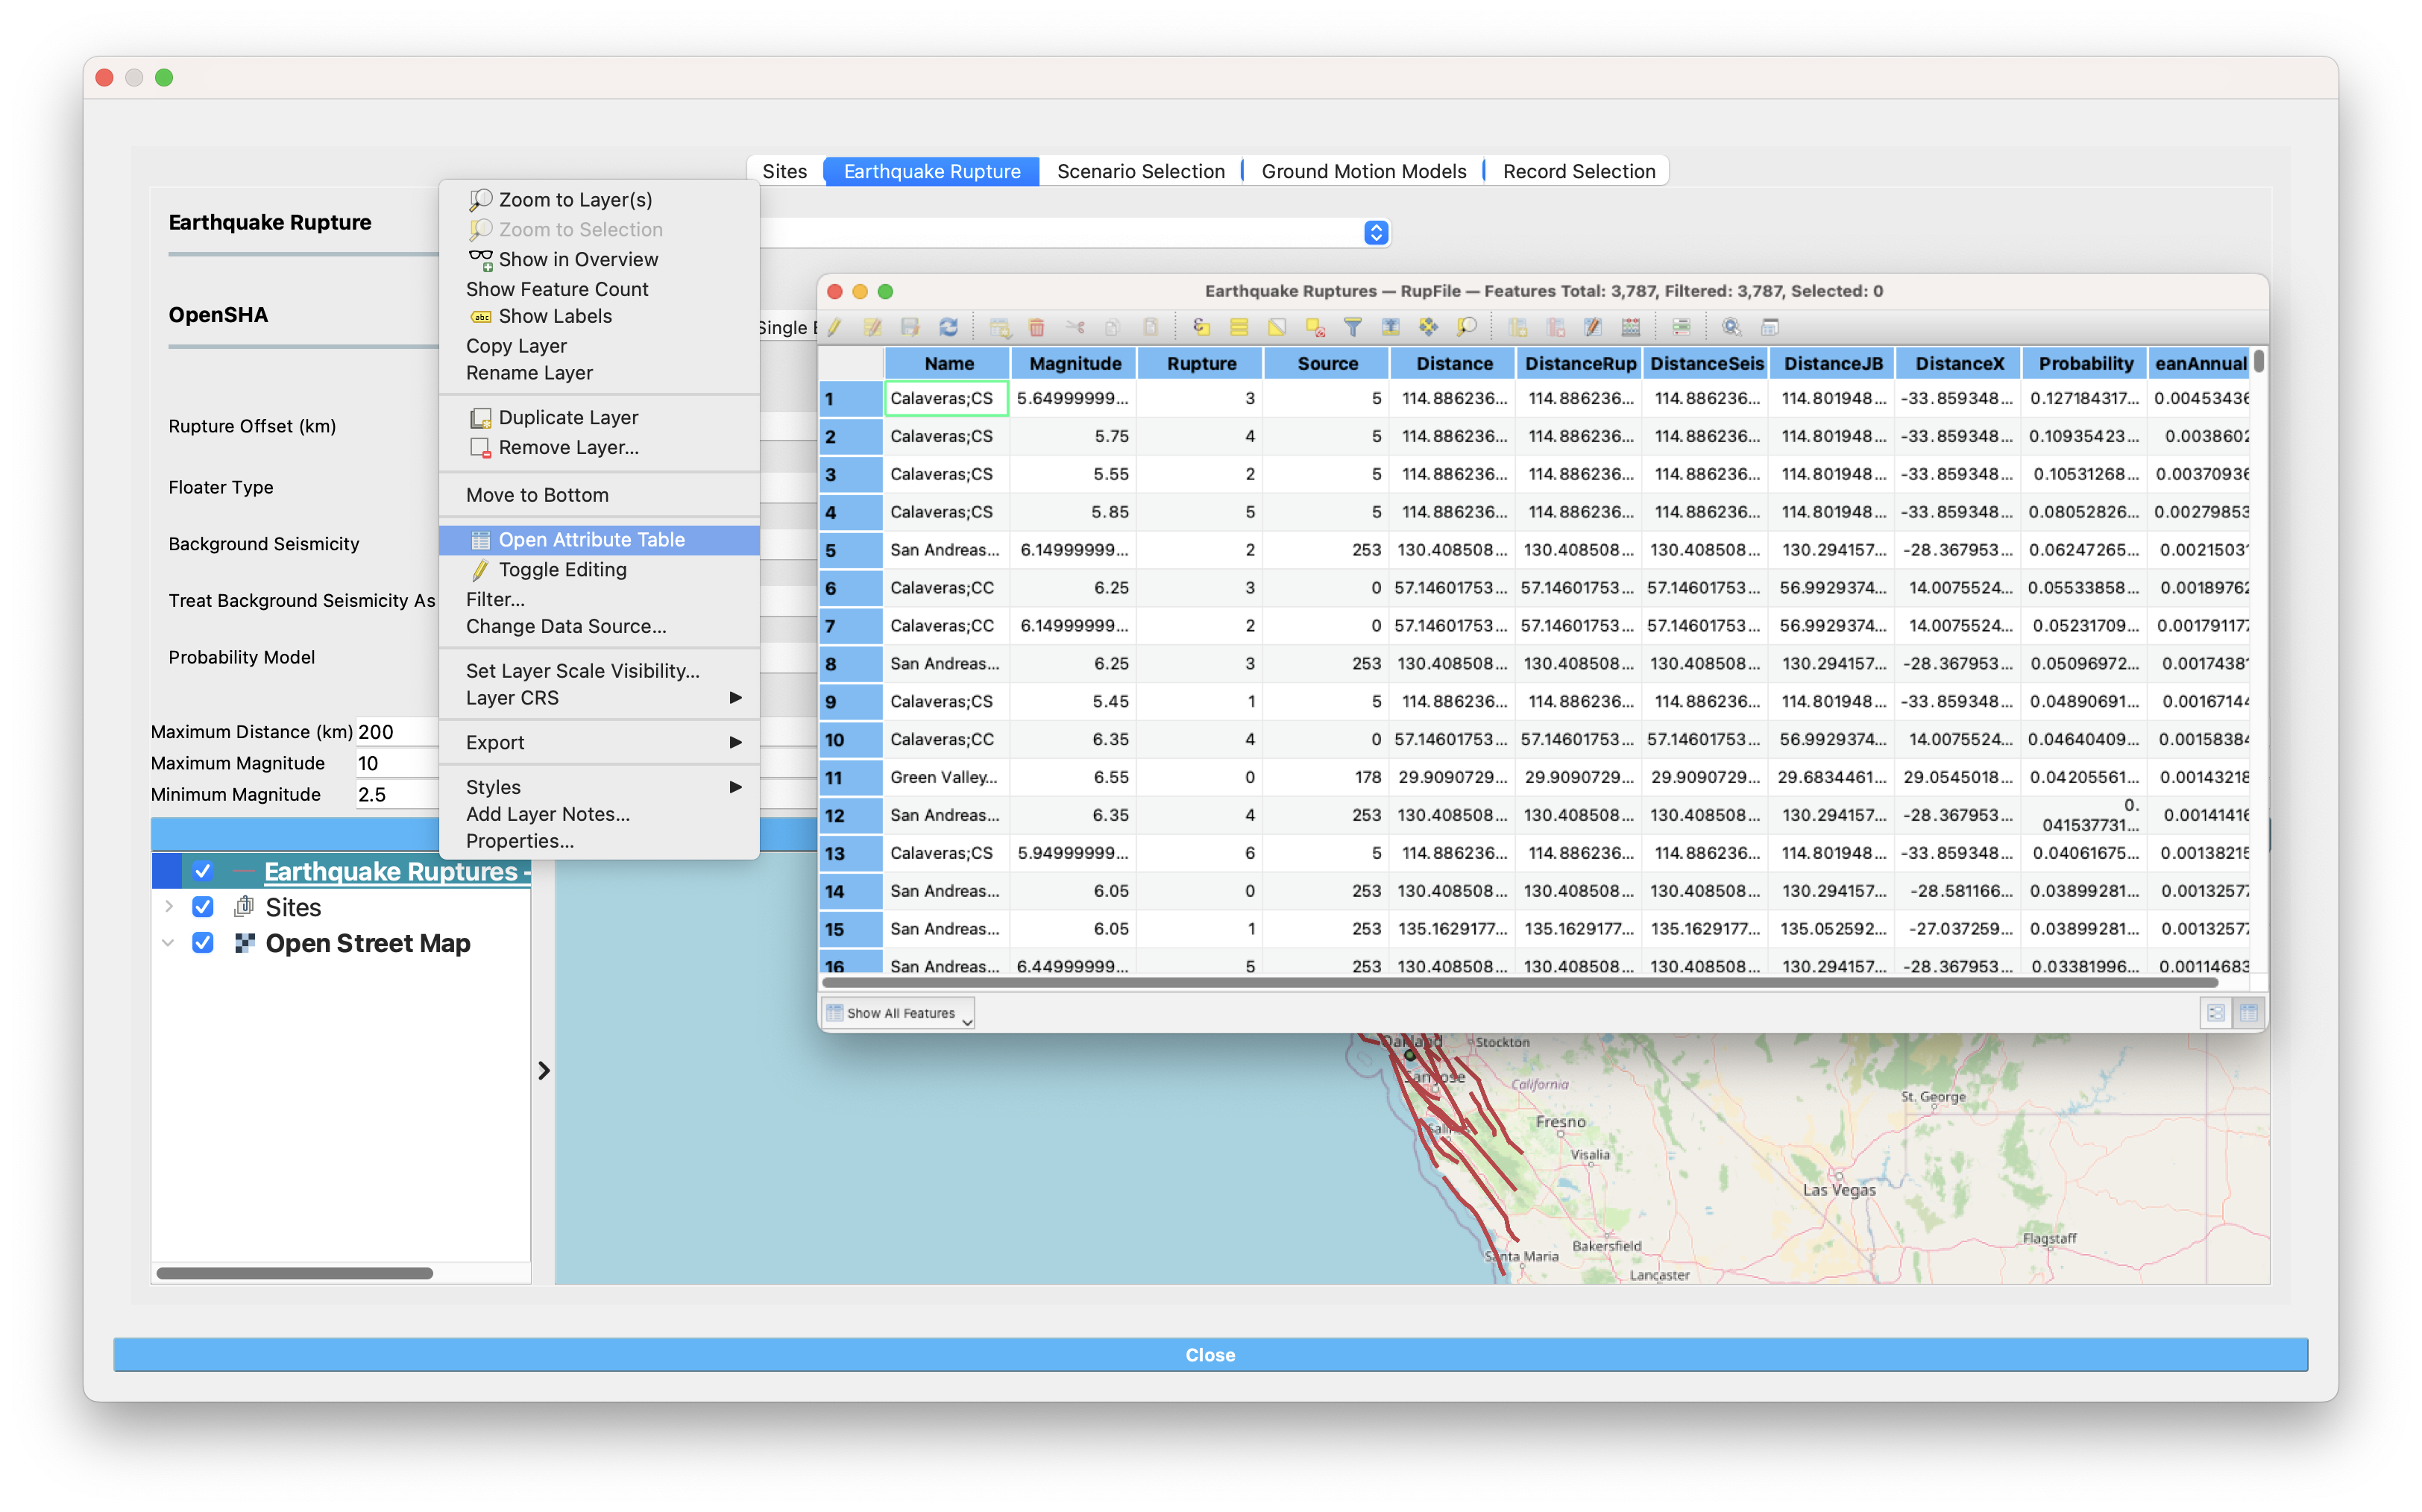 Sites Earthquake Rupture Scenario Selection Ground Motion Models Record Selection
Earthquake Rupture
OpenSHA
Single
Rupture Offset (km)
Floater Type
Background Seismicity
Treat Background Seismicity As
Probability Model
Maximum Distance (km) 200
Maximum Magnitude 10
Minimum Magnitude 2.5
Zoom to Layer(s)
Zoom to Selection
Show in Overview
Show Feature Count
abc Show Labels
Copy Layer
Rename Layer
Duplicate Layer
Remove Layer...
Move to Bottom
Open Attribute Table
Toggle Editing
Filter...
Change Data Source...
Set Layer Scale Visibility...
Layer CRS
Export
Styles
Add Layer Notes...
Properties...
Earthquake Ruptures — RupFile — Features Total: 3,787, Filtered: 3,787, Selected: 0
Name Magnitude Rupture Source Distance DistanceRup DistanceSeis DistanceJB DistanceX Probability eanAnnual
1 Calaveras;CS 5.64999999... 3 5 114.886236... 114.886236... 114.886236... 114.801948... -33.859348... 0.127184317... 0.00453436
2 Calaveras;CS 5.75 4 5 114.886236... 114.886236... 114.886236... 114.801948... -33.859348... 0.10935423... 0.0038602
3 Calaveras;CS 5.55 2 5 114.886236... 114.886236... 114.886236... 114.801948... -33.859348... 0.10531268... 0.00370936
4 Calaveras;CS 5.85 5 5 114.886236... 114.886236... 114.886236... 114.801948... -33.859348... 0.08052826... 0.00279853
5 San Andreas... 6.14999999... 2 253 130.408508... 130.408508... 130.408508... 130.294157... -28.367953... 0.06247265... 0.0021503
6 Calaveras;CC 6.25 3 0 57.14601753... 57.14601753... 57.14601753... 56.9929374... 14.0075524... 0.05533858... 0.00189762
7 Calaveras;CC 6.14999999... 2 0 57.14601753... 57.14601753... 57.14601753... 56.9929374... 14.0075524... 0.05231709... 0.00179117
8 San Andreas... 6.25 3 253 130.408508... 130.408508... 130.408508... 130.294157... -28.367953... 0.05096972... 0.0017438
9 Calaveras;CS 5.45 1 5 114.886236... 114.886236... 114.886236... 114.801948... -33.859348... 0.04890691... 0.00167144
10 Calaveras;CC 6.35 4 0 57.14601753... 57.14601753... 57.14601753... 56.9929374... 14.0075524... 0.04640409... 0.00158384
11 Green Valley... 6.55 0 178 29.9090729... 29.9090729... 29.9090729... 29.6834461... 29.0545018... 0.04205561... 0.00143218
12 San Andreas... 6.35 4 253 130.408508... 130.408508... 130.408508... 130.294157... -28.367953... 0.041537731... 0.00141416
13 Calaveras;CS 5.94999999... 6 5 114.886236... 114.886236... 114.886236... 114.801948... -33.859348... 0.04061675... 0.00138215
14 San Andreas... 6.05 0 253 130.408508... 130.408508... 130.408508... 130.294157... -28.581166... 0.03899281... 0.00132577
15 San Andreas... 6.05 1 253 135.1629177... 135.1629177... 135.1629177... 135.052592... -27.037259... 0.03899281... 0.00132577
16 San Andreas... 6.44999999... 5 253 130.408508... 130.408508... 130.408508... 130.294157... -28.367953... 0.03381996... 0.00114683
Show All Features
Earthquake Ruptures -
Sites
Open Street Map
Oakland
Stockton
San Jose
California
St. George
Fresno
Salinas
Visalia
Las Vegas
Flagstaff
Bakersfield
Santa Maria
Lancaster
Close